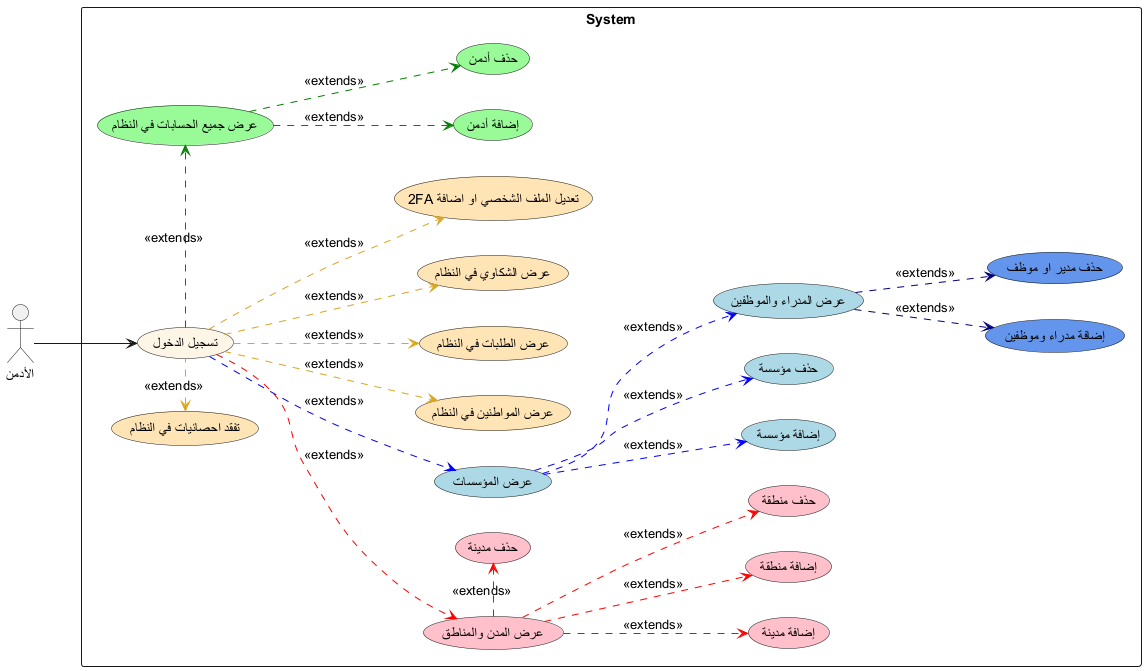 System
حذف أدمن
«extends»
عرض جميع الحسابات في النظام
«extends»
إضافة أدمن
تعديل الملف الشخصي او اضافة 2FA
«extends»
«extends»
عرض الشكاوي في النظام
«extends»
حذف مدير او موظف
«extends»
عرض المدراء والموظفين
«extends»
إضافة مدراء وموظفين
«extends»
الأدمن
تسجيل الدخول
«extends»
عرض الطلبات في النظام
«extends»
حذف مؤسسة
«extends»
«extends»
عرض المواطنين في النظام
«extends»
تفقد احصائيات في النظام
«extends»
إضافة مؤسسة
«extends»
«extends»
عرض المؤسسات
حذف منطقة
«extends»
حذف مدينة
«extends»
إضافة منطقة
«extends»
عرض المدن والمناطق
«extends»
إضافة مدينة